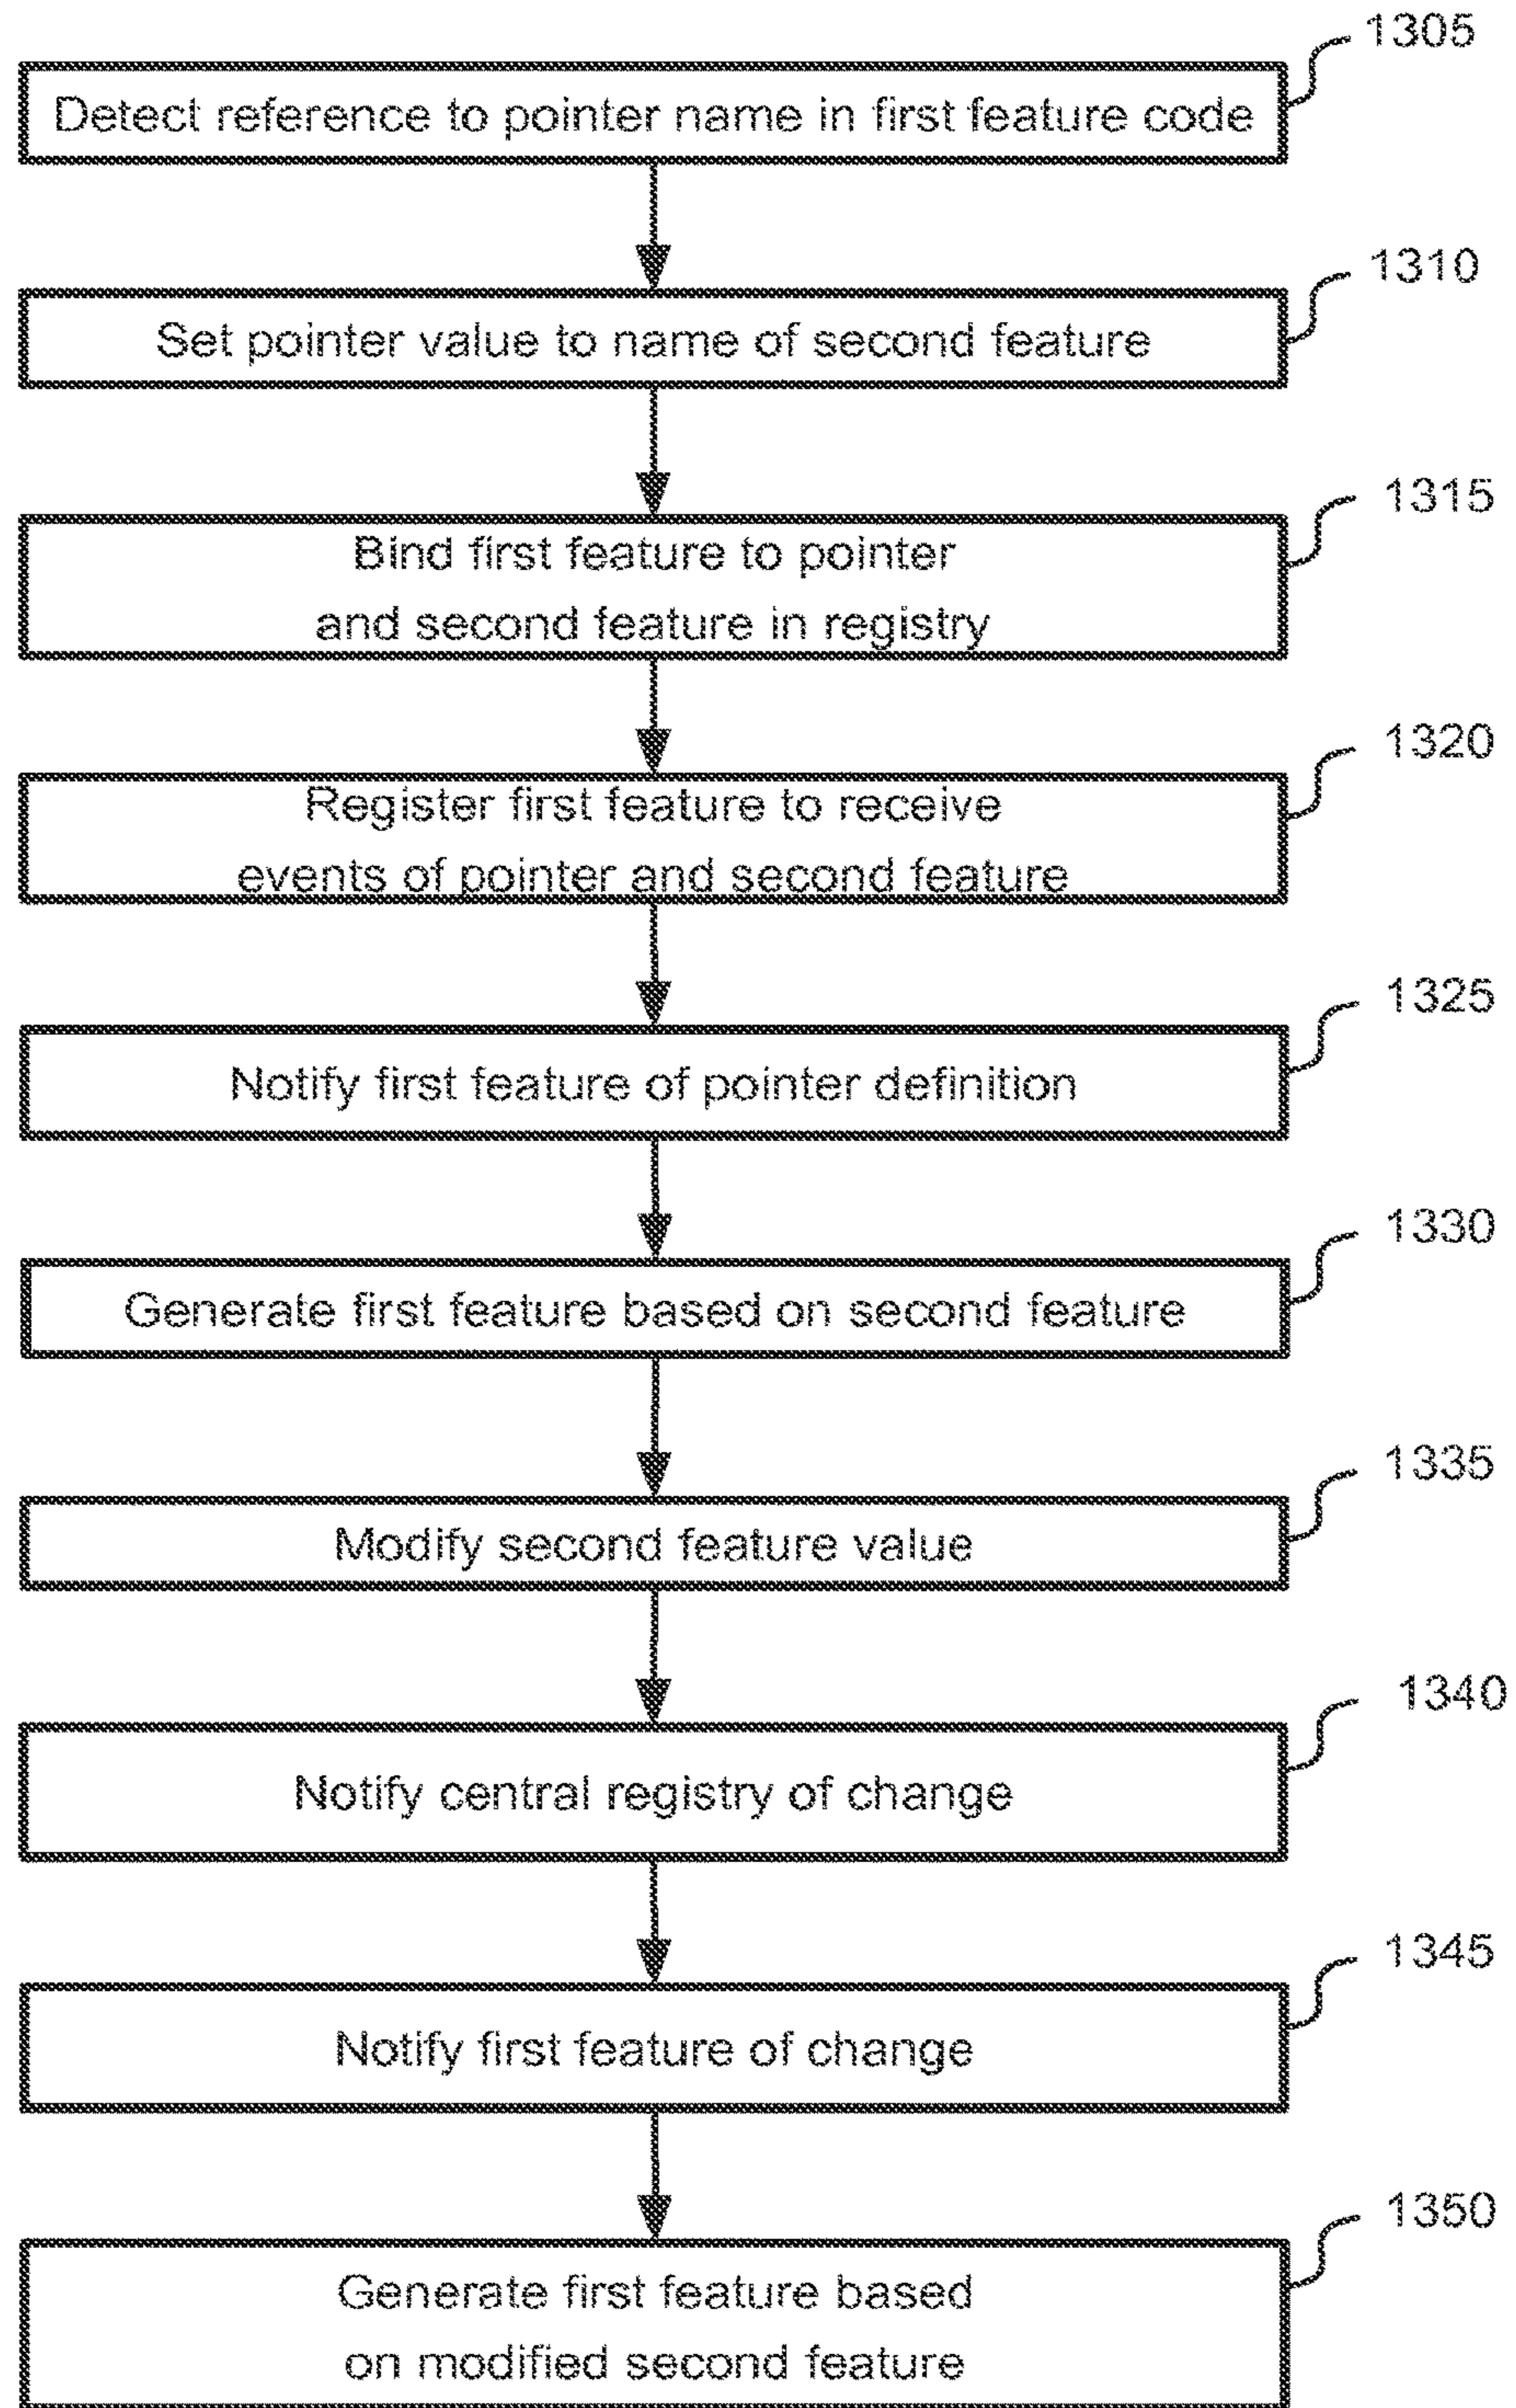 1305
Detect reference to pointer name in first feature code
1310
Set pointer value to name of second feature
1315
Bind first feature to pointer
and second feature in registry
1320
Register first feature to receive
events of pointer and second feature
1325
Notify first feature of pointer definition
1330
Generate first feature based on second feature
1335
Modify second feature value
1340
Notify central registry of change
1345
Notify first feature of change
1350
Generate first feature based
on modified second feature